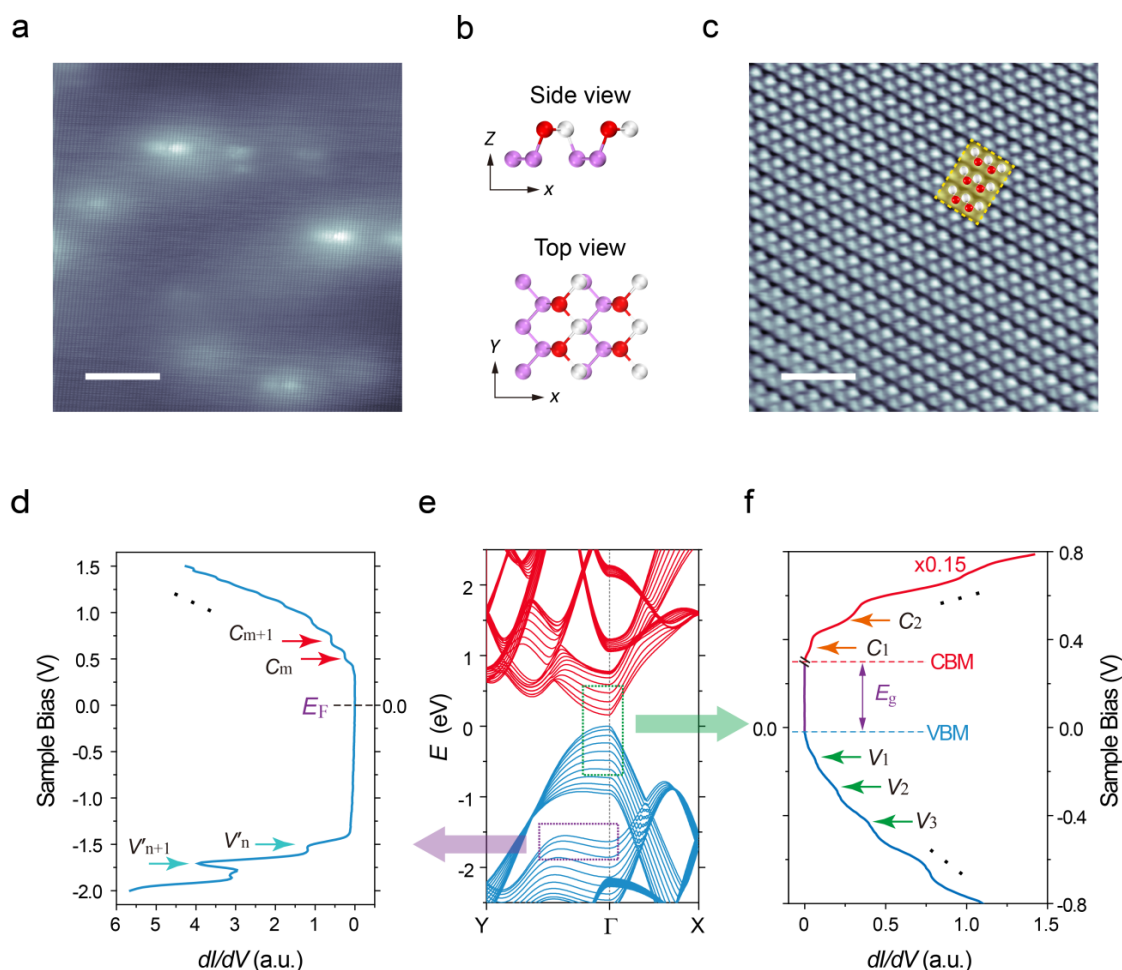 a
b
c
Side view
Z
x
Top view
Y
x
d
e
f
1.5
1.0
0.5
0.0
-0.5
-1.0
-1.5
-2.0
Sample Bias (V)
Cm+1
Cm
EF
0.0
V'n
V'n+1
6
5
4
3
2
1
0
dI/dV (a.u.)
2
1
0
-1
-2
E (eV)
Y
Γ
X
x0.15
C2
C1
CBM
Eg
VBM
V1
V2
V3
0.0
0.8
0.4
0.0
-0.4
-0.8
Sample Bias (V)
0
0.5
1.0
1.5
dI/dV (a.u.)